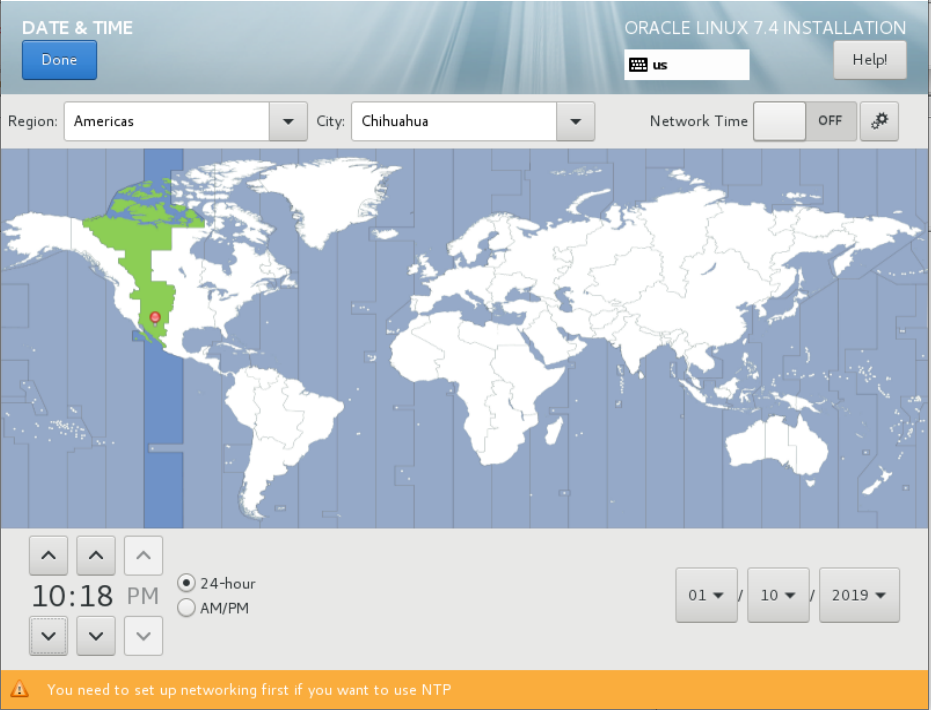 DATE & TIME
ORACLE LINUX 7.4 INSTALLATION
Done
us
Help!
Region: Americas City: Chihuahua Network Time OFF
10:18 PM
24-hour
AM/PM
01 / 10 / 2019
You need to set up networking first if you want to use NTP